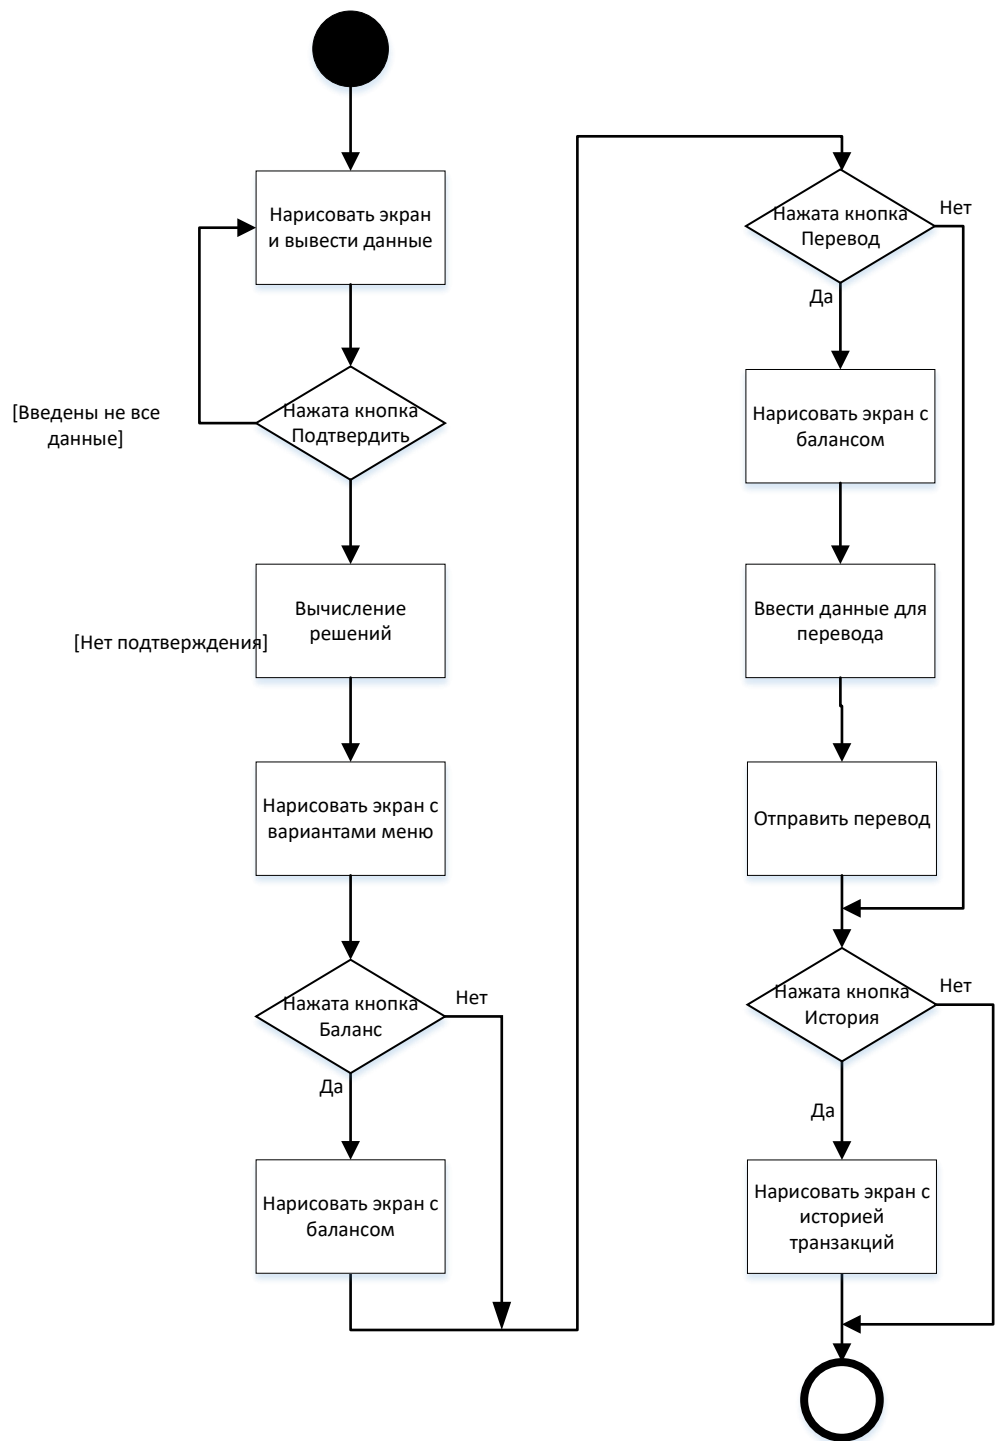 Нарисовать экран
и вывести данные
[Введены не все
данные]
Нажата кнопка
Подтвердить
Вычисление
решений
[Нет подтверждения]
Нарисовать экран с
вариантами меню
Нажата кнопка
Баланс
Нет
Да
Нарисовать экран с
балансом
Нажата кнопка
Перевод
Нет
Да
Нарисовать экран с
балансом
Ввести данные для
перевода
Отправить перевод
Нажата кнопка
История
Нет
Да
Нарисовать экран с
историей
транзакций